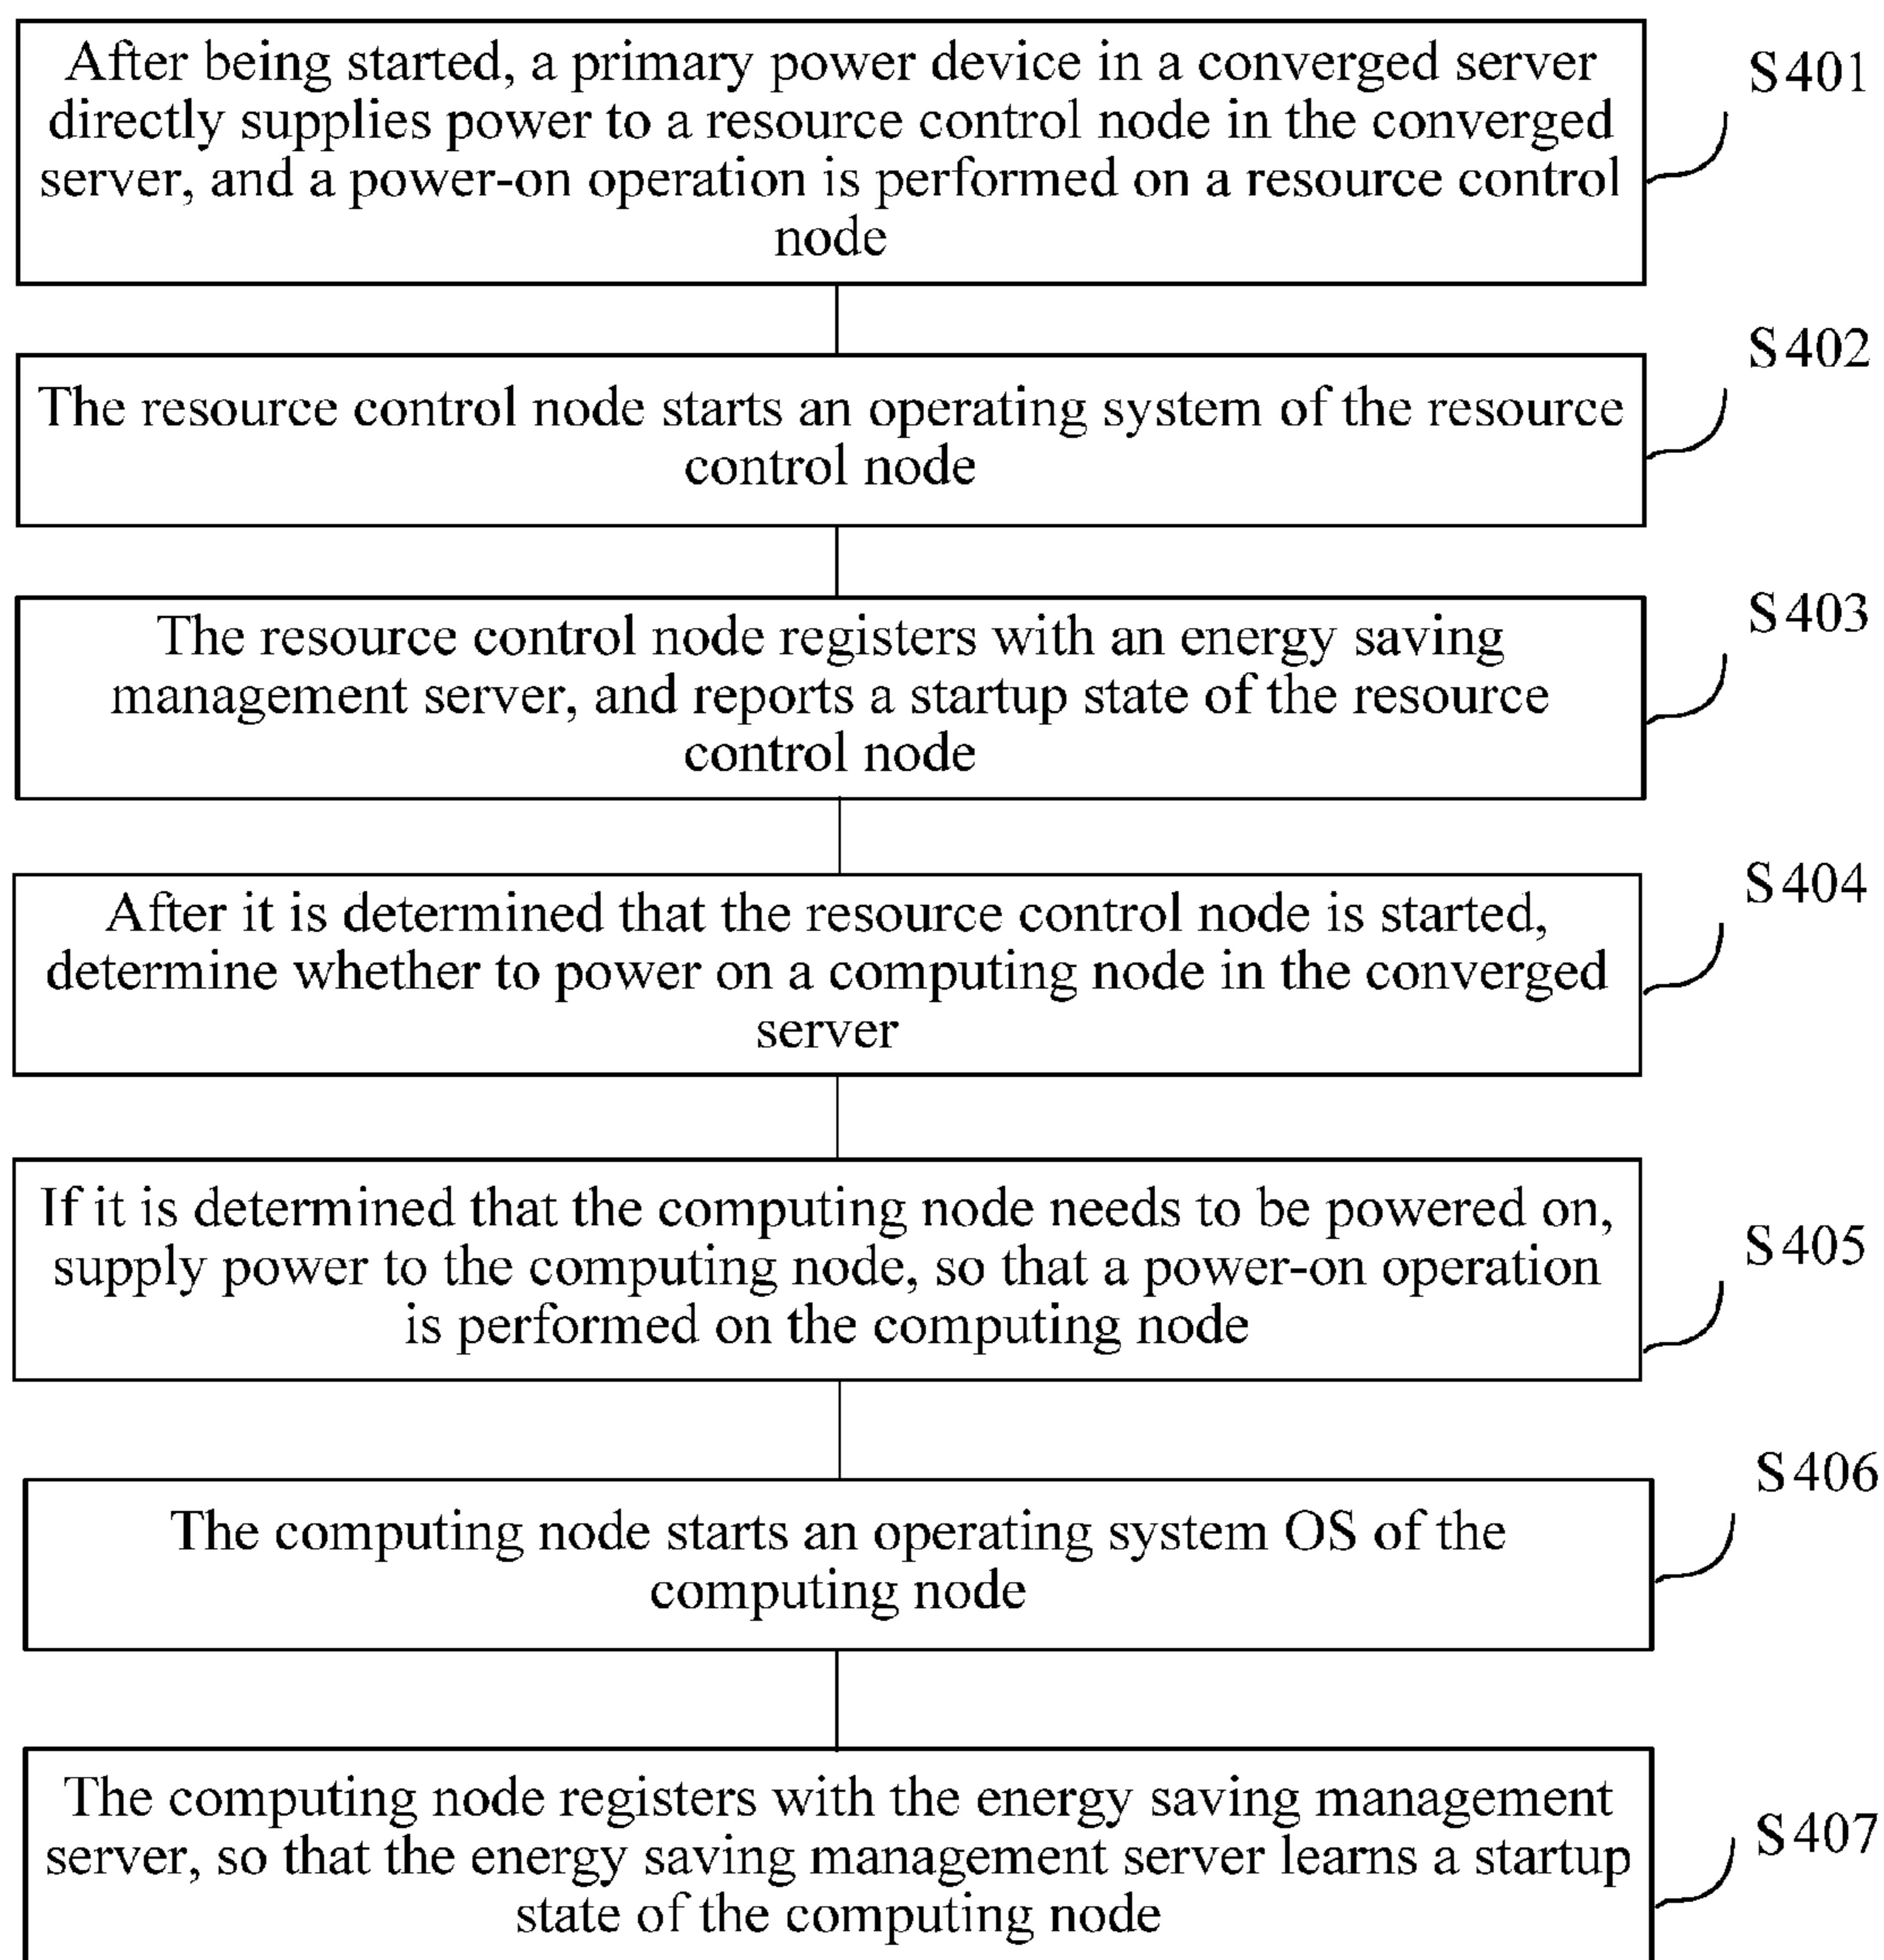 After being started, a primary power device in a converged server
directly supplies power to a resource control node in the converged
server, and a power-on operation is performed on a resource control
node
S401
The resource control node starts an operating system of the resource
control node
S402
The resource control node registers with an energy saving
management server, and reports a startup state of the resource
control node
S403
After it is determined that the resource control node is started,
determine whether to power on a computing node in the converged
server
S404
If it is determined that the computing node needs to be powered on,
supply power to the computing node, so that a power-on operation
is performed on the computing node
S405
The computing node starts an operating system OS of the
computing node
S406
The computing node registers with the energy saving management
server, so that the energy saving management server learns a startup
state of the computing node
S407